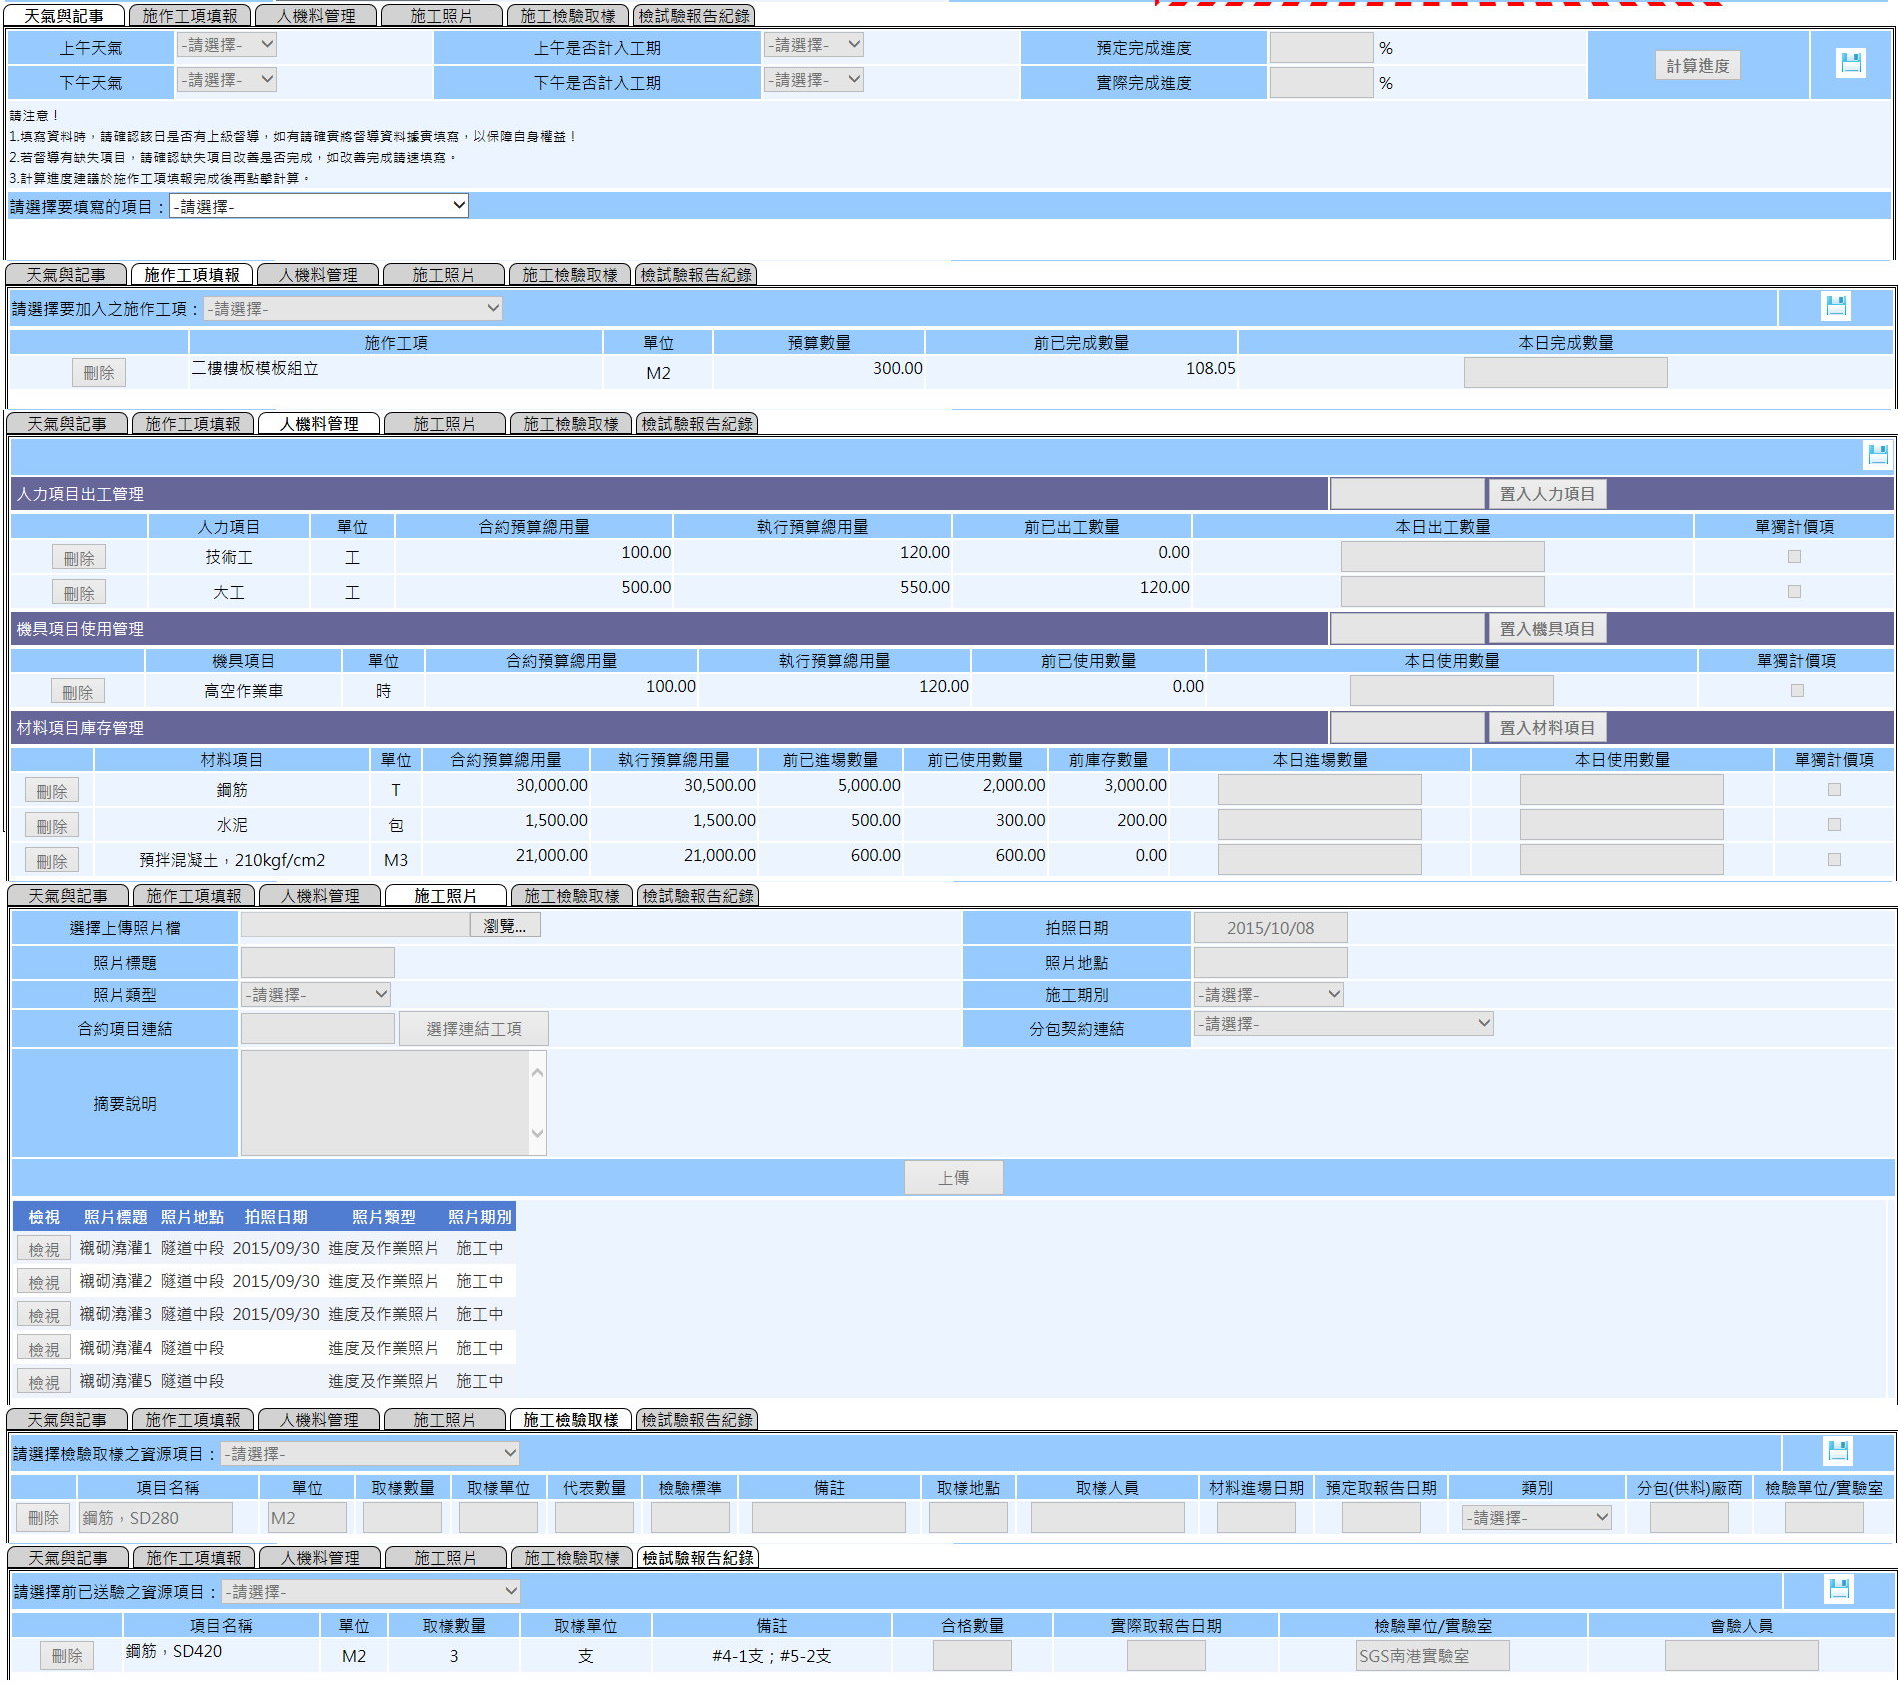 天氣與記事 施作工項填報 人機料管理 施工照片 施工檢驗取樣 檢試驗報告紀錄
上午天氣 -請選擇- 上午是否計入工期 -請選擇- 預定完成進度 % 計算進度
下午天氣 -請選擇- 下午是否計入工期 -請選擇- 實際完成進度 %
請注意！
1.填寫資料時，請確認該日是否有上級督導，如有請確實將督導資料據實填寫，以保障自身權益！
2.若督導有缺失項目，請確認缺失項目改善是否完成，如改善完成請速填寫。
3.計算進度建議於施作工項填報完成後再點擊計算。
請選擇要填寫的項目：-請選擇-
天氣與記事 施作工項填報 人機料管理 施工照片 施工檢驗取樣 檢試驗報告紀錄
請選擇要加入之施作工項：-請選擇-
施作工項 單位 預算數量 前已完成數量 本日完成數量
刪除 二樓樓板模板組立 M2 300.00 108.05
天氣與記事 施作工項填報 人機料管理 施工照片 施工檢驗取樣 檢試驗報告紀錄
人力項目出工管理 置入人力項目
人力項目 單位 合約預算總用量 執行預算總用量 前已出工數量 本日出工數量 單獨計價項
刪除 技術工 工 100.00 120.00 0.00
刪除 大工 工 500.00 550.00 120.00
機具項目使用管理 置入機具項目
機具項目 單位 合約預算總用量 執行預算總用量 前已使用數量 本日使用數量 單獨計價項
刪除 高空作業車 時 100.00 120.00 0.00
材料項目庫存管理 置入材料項目
材料項目 單位 合約預算總用量 執行預算總用量 前已進場數量 前已使用數量 前庫存數量 本日進場數量 本日使用數量 單獨計價項
刪除 鋼筋 T 30,000.00 30,500.00 5,000.00 2,000.00 3,000.00
刪除 水泥 包 1,500.00 1,500.00 500.00 300.00 200.00
刪除 預拌混凝土，210kgf/cm2 M3 21,000.00 21,000.00 600.00 600.00 0.00
天氣與記事 施作工項填報 人機料管理 施工照片 施工檢驗取樣 檢試驗報告紀錄
選擇上傳照片檔 瀏覽... 拍照日期 2015/10/08
照片標題 照片地點
照片類型 -請選擇- 施工期別 -請選擇-
合約項目連結 選擇連結工項 分包契約連結 -請選擇-
摘要說明
上傳
檢視 照片標題 照片地點 拍照日期 照片類型 照片期別
檢視 襯砌澆灌1 隧道中段 2015/09/30 進度及作業照片 施工中
檢視 襯砌澆灌2 隧道中段 2015/09/30 進度及作業照片 施工中
檢視 襯砌澆灌3 隧道中段 2015/09/30 進度及作業照片 施工中
檢視 襯砌澆灌4 隧道中段 進度及作業照片 施工中
檢視 襯砌澆灌5 隧道中段 進度及作業照片 施工中
天氣與記事 施作工項填報 人機料管理 施工照片 施工檢驗取樣 檢試驗報告紀錄
請選擇檢驗取樣之資源項目：-請選擇-
項目名稱 單位 取樣數量 取樣單位 代表數量 檢驗標準 備註 取樣地點 取樣人員 材料進場日期 預定取報告日期 類別 分包(供料)廠商 檢驗單位/實驗室
刪除 鋼筋，SD280 M2 -請選擇-
天氣與記事 施作工項填報 人機料管理 施工照片 施工檢驗取樣 檢試驗報告紀錄
請選擇前已送驗之資源項目：-請選擇-
項目名稱 單位 取樣數量 取樣單位 備註 合格數量 實際取報告日期 檢驗單位/實驗室 會驗人員
刪除 鋼筋，SD420 M2 3 支 #4-1支；#5-2支 SGS南港實驗室